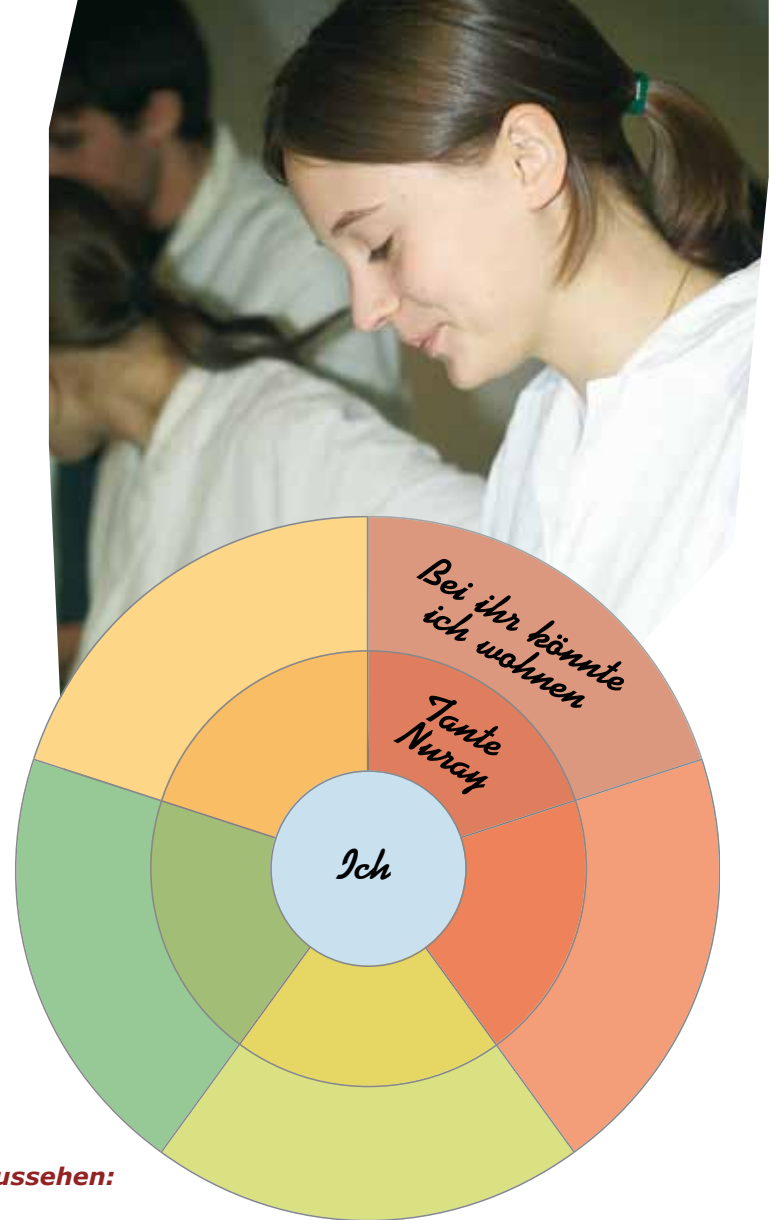 Bei ihr könnte
ich wohnen
Tante
Nuray
Ich
ussehen: